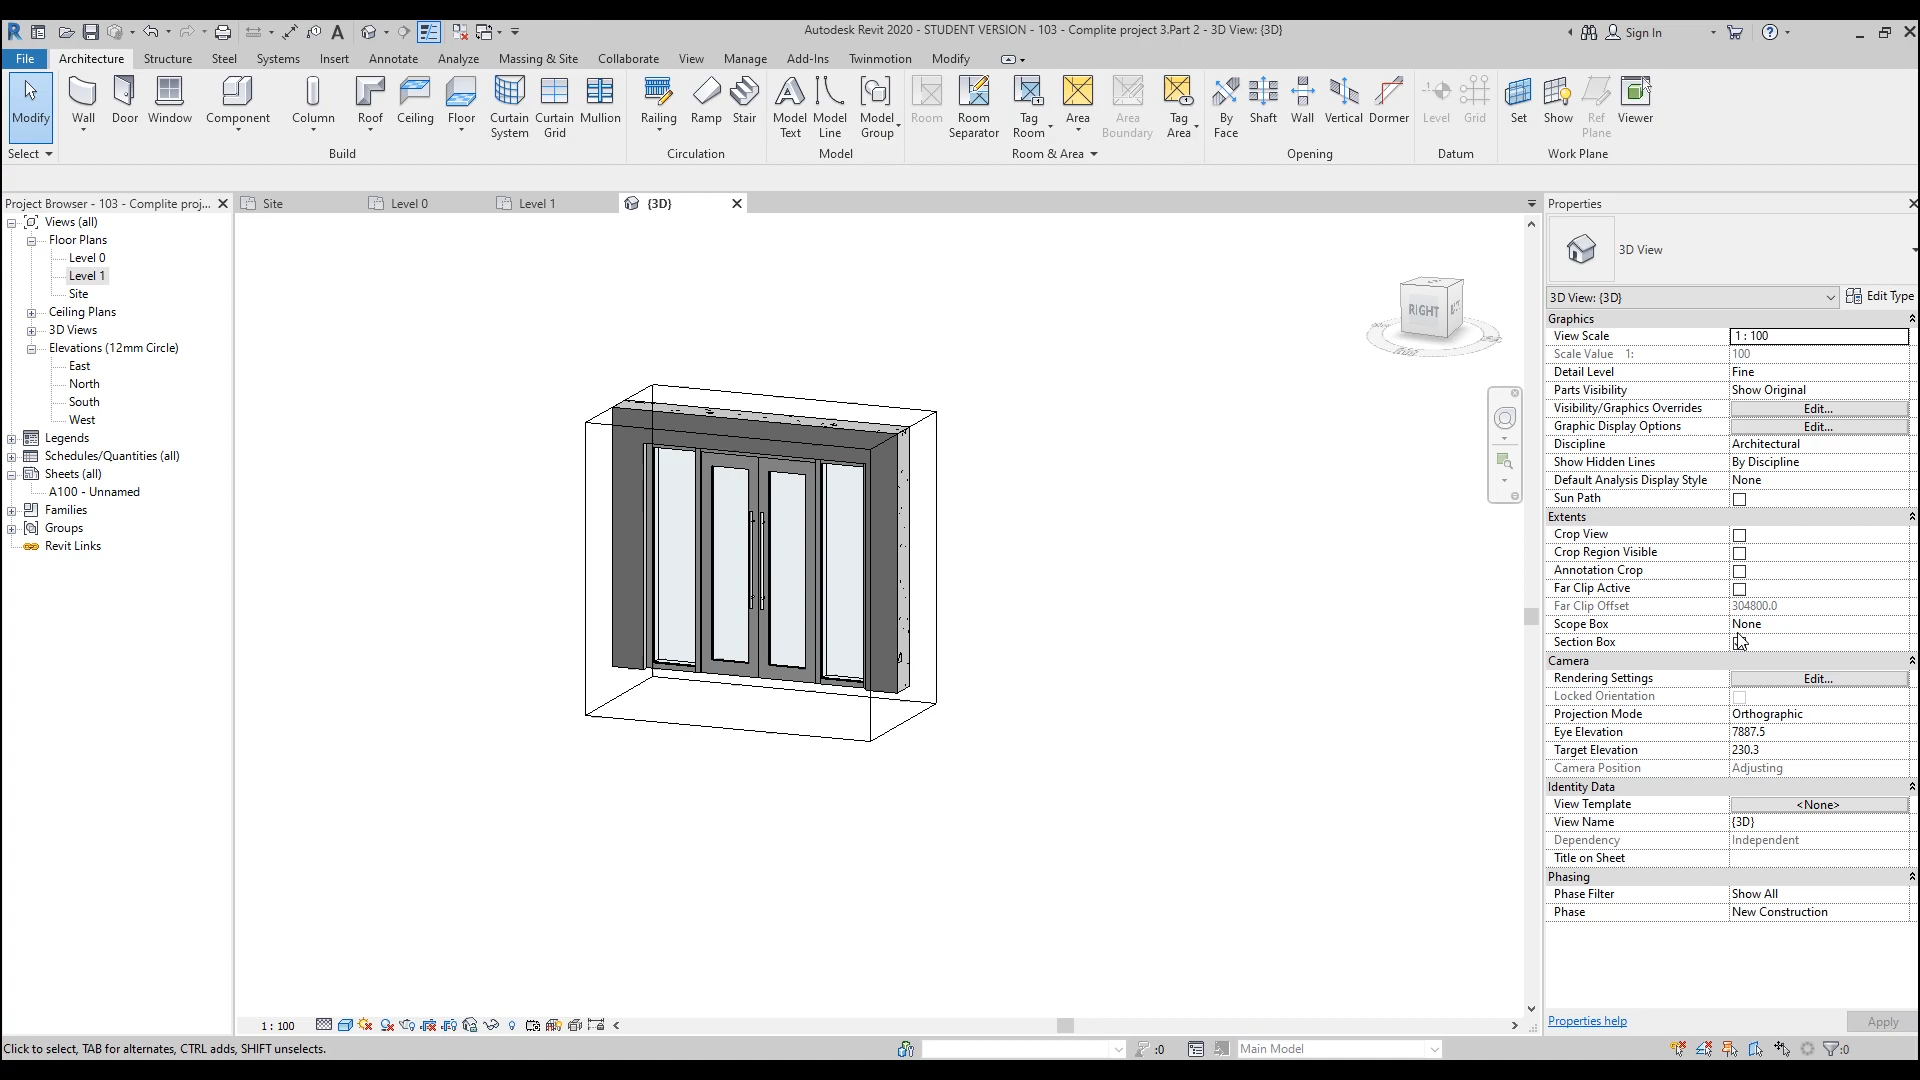 Autodesk Revit 2020 - STUDENT VERSION - 103 - Complite project 3.Part 2 - 3D View: {3D}
Sign In
File Architecture Structure Steel Systems Insert Annotate Analyze Massing & Site Collaborate View Manage Add-Ins Twinmotion Modify
Modify
Wall
Door
Window
Component
Column
Roof
Ceiling
Floor
Curtain System
Curtain Grid
Mullion
Railing
Ramp
Stair
Model Text
Model Line
Model Group
Room
Room Separator
Tag Room
Area
Area Boundary
Tag Area
By Face
Shaft
Wall
Vertical
Dormer
Level
Grid
Set
Show
Ref Plane
Viewer
Select
Build
Circulation
Model
Room & Area
Opening
Datum
Work Plane
Project Browser - 103 - Complite proj...
Views (all)
Floor Plans
Level 0
Level 1
Site
Ceiling Plans
3D Views
Elevations (12mm Circle)
East
North
South
West
Legends
Schedules/Quantities (all)
Sheets (all)
A100 - Unnamed
Families
Groups
Revit Links
Site
Level 0
Level 1
{3D}
RIGHT
Properties
3D View
3D View: {3D}
Edit Type
Graphics
View Scale 1 : 100
Scale Value 1: 100
Detail Level Fine
Parts Visibility Show Original
Visibility/Graphics Overrides Edit...
Graphic Display Options Edit...
Discipline Architectural
Show Hidden Lines By Discipline
Default Analysis Display Style None
Sun Path
Extents
Crop View
Crop Region Visible
Annotation Crop
Far Clip Active
Far Clip Offset 304800.0
Scope Box None
Section Box
Camera
Rendering Settings Edit...
Locked Orientation
Projection Mode Orthographic
Eye Elevation 7887.5
Target Elevation 230.3
Camera Position Adjusting
Identity Data
View Template <None>
View Name {3D}
Dependency Independent
Title on Sheet
Phasing
Phase Filter Show All
Phase New Construction
Properties help
Apply
1 : 100
Click to select, TAB for alternates, CTRL adds, SHIFT unselects.
:0
Main Model
:0